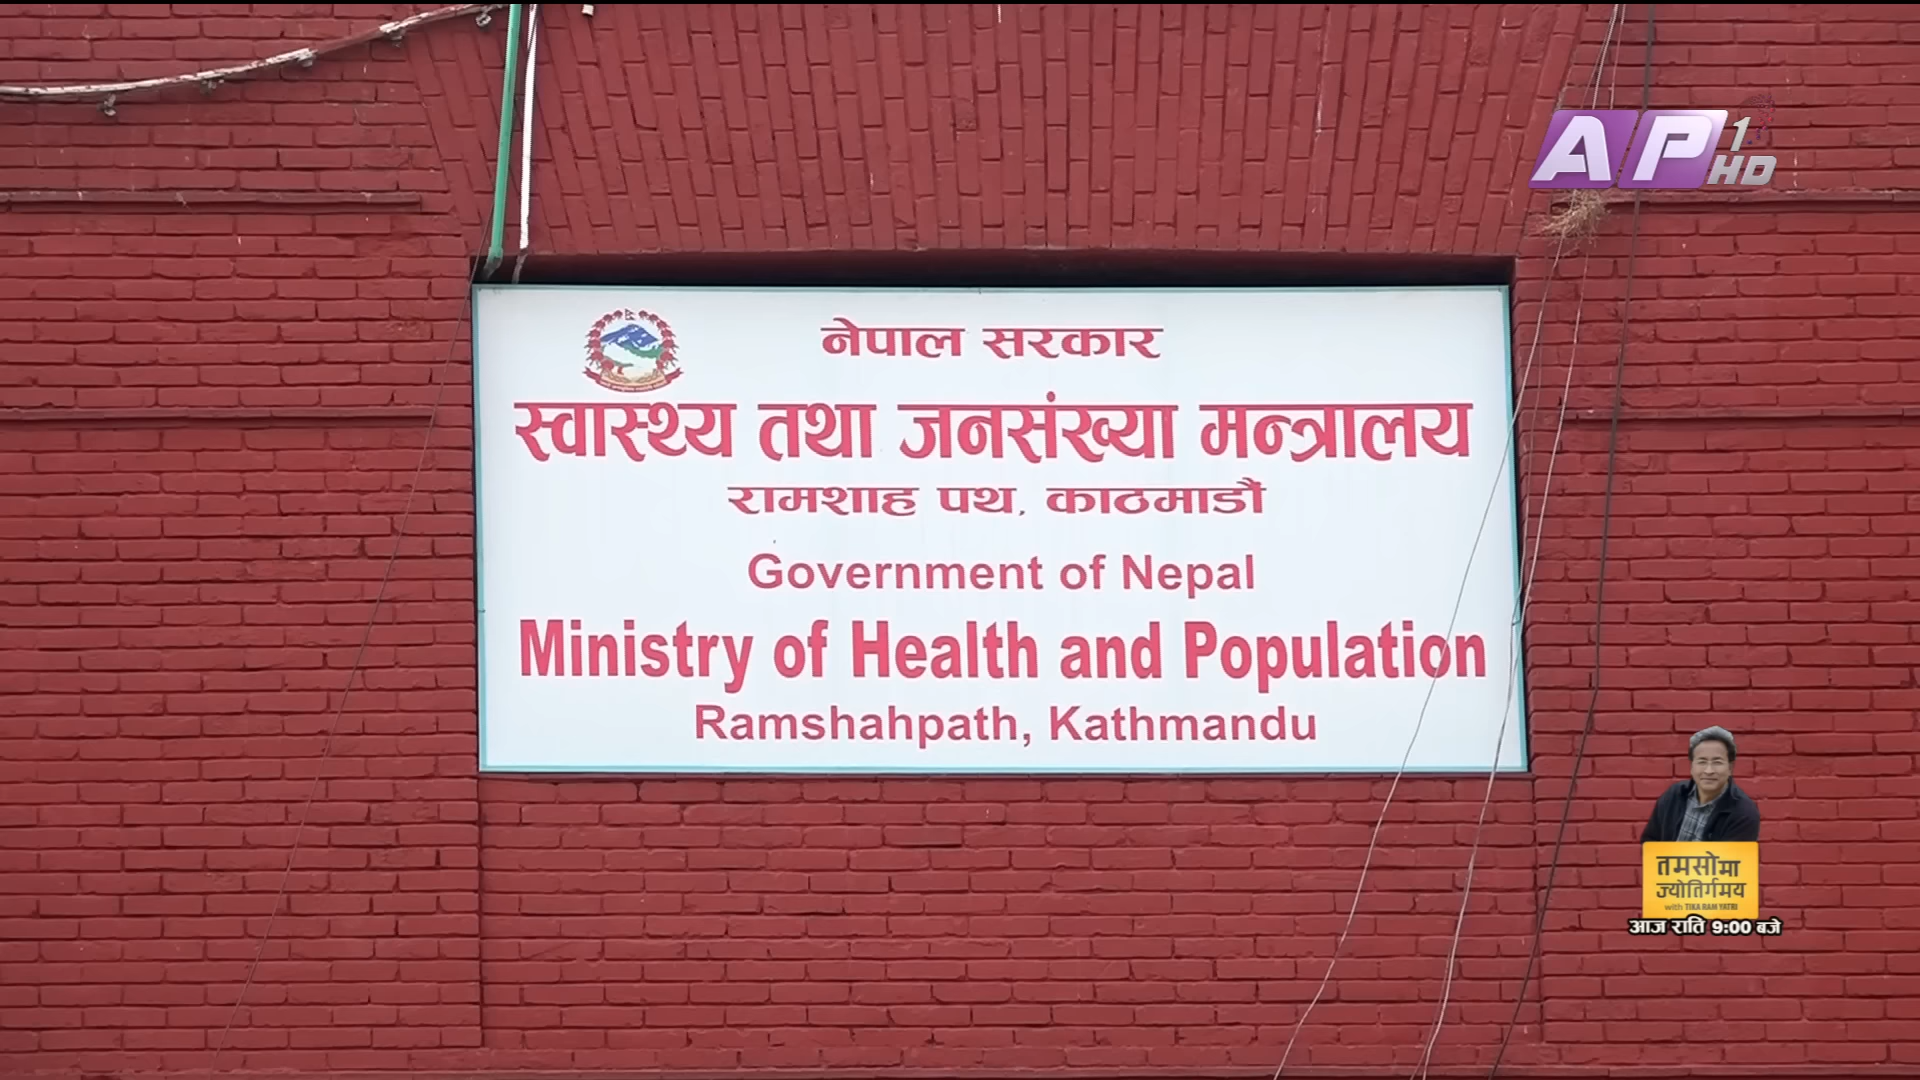 AP1 HD
नेपाल सरकार
स्वास्थ्य तथा जनसंख्या मन्त्रालय
रामशाह पथ, काठमाडौं
Government of Nepal
Ministry of Health and Population
Ramshahpath, Kathmandu
तमसोमा
ज्योतिर्गमय
with TIKA RAM YATRI
आज राति 9:00 बजे